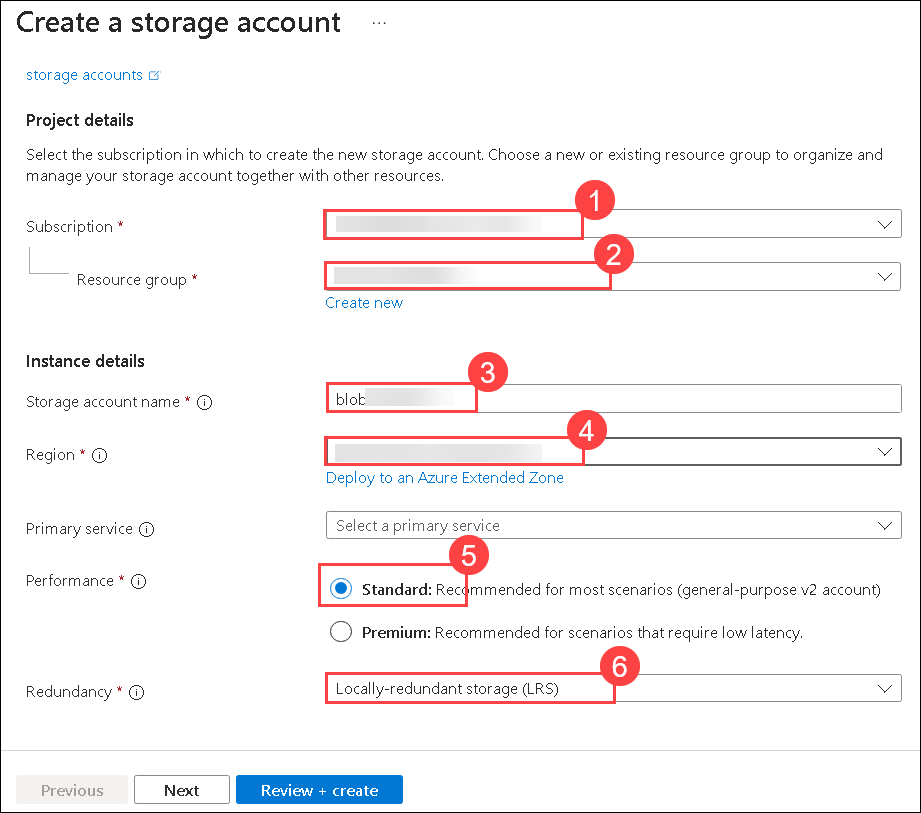 Create a storage account ...
storage accounts
Project details
Select the subscription in which to create the new storage account. Choose a new or existing resource group to organize and
manage your storage account together with other resources.
1
Subscription *
2
Resource group *
Create new
Instance details
3
Storage account name * blob
4
Region *
Deploy to an Azure Extended Zone
Primary service Select a primary service
5
Performance * Standard: Recommended for most scenarios (general-purpose v2 account)
Premium: Recommended for scenarios that require low latency.
6
Redundancy * Locally-redundant storage (LRS)
Previous Next Review + create